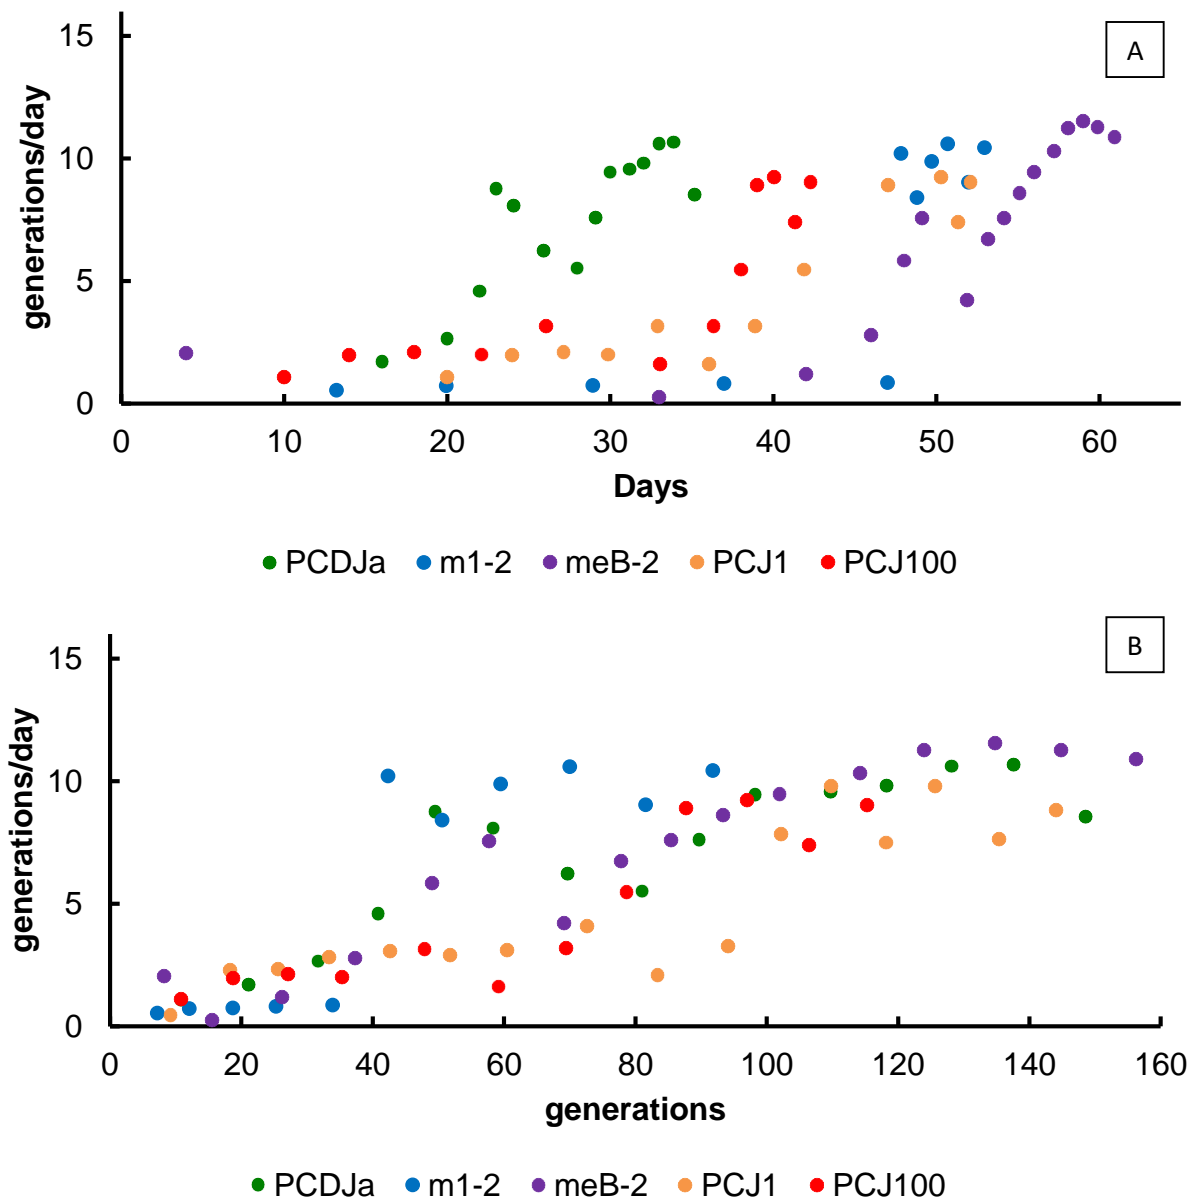 A
generations/day
15
10
5
0
0 10 20 30 40 50 60
Days
PCDJa m1-2 meB-2 PCJ1 PCJ100
B
generations/day
15
10
5
0
0 20 40 60 80 100 120 140 160
generations
PCDJa m1-2 meB-2 PCJ1 PCJ100